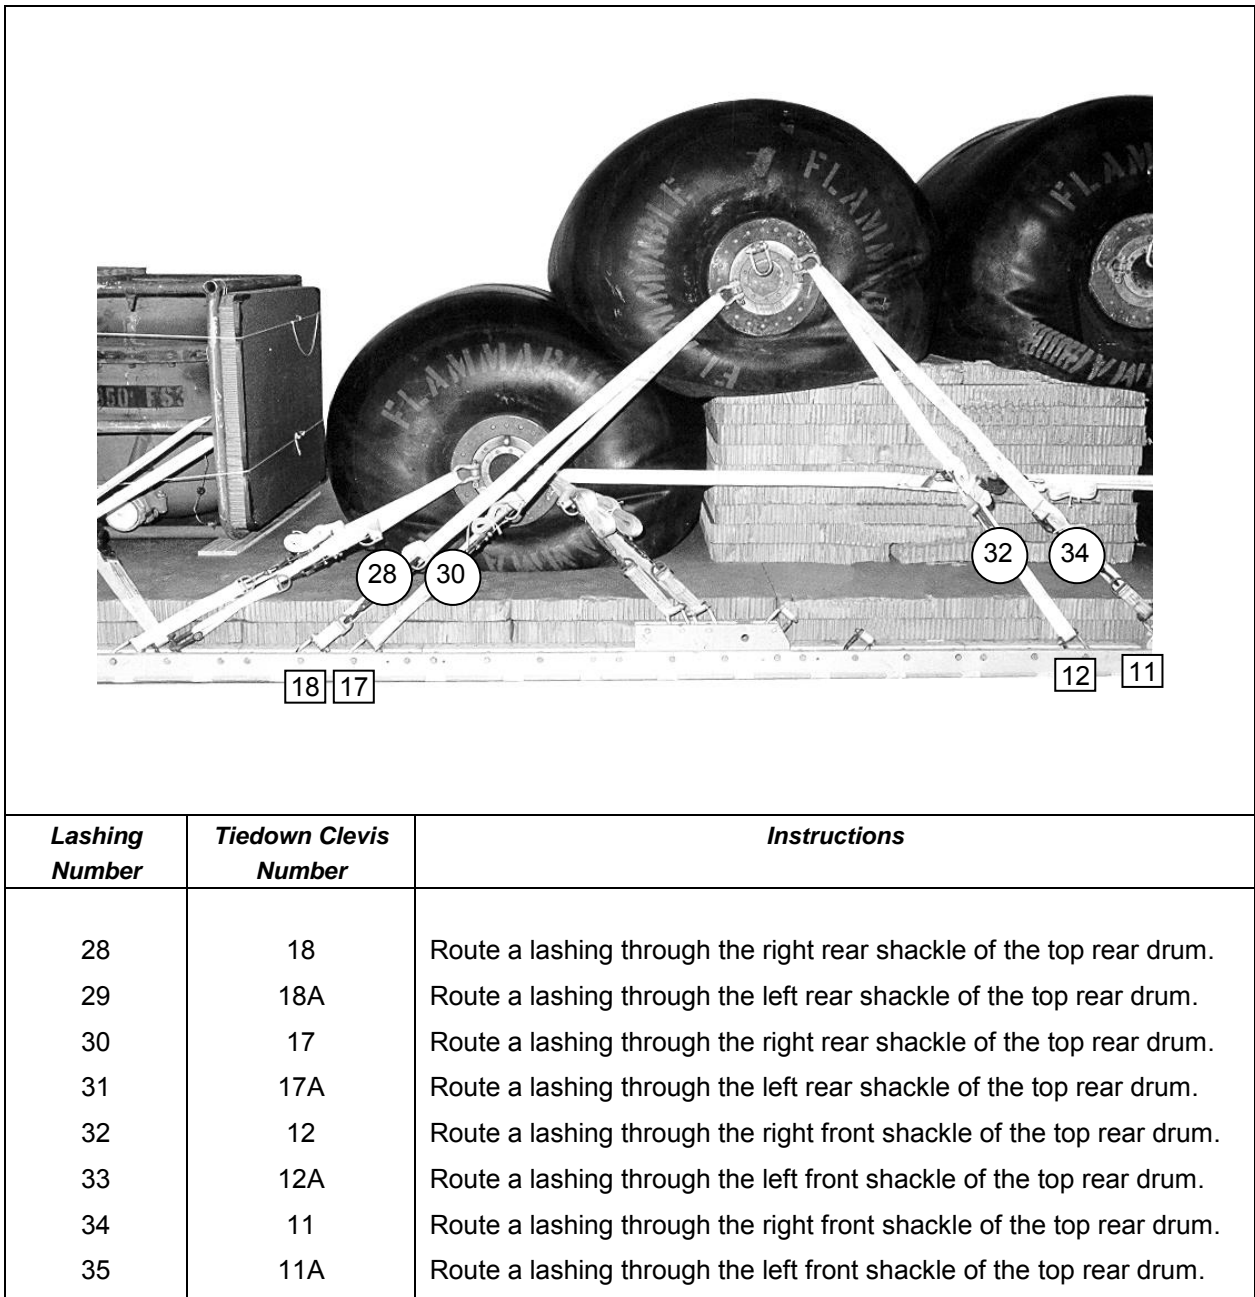 FLAMMABLE
FLAMMAB
FLAM
FLAMMAB
28
30
32
34
18
17
12
11
Lashing Number
Tiedown Clevis Number
Instructions
28 18 Route a lashing through the right rear shackle of the top rear drum.
29 18A Route a lashing through the left rear shackle of the top rear drum.
30 17 Route a lashing through the right rear shackle of the top rear drum.
31 17A Route a lashing through the left rear shackle of the top rear drum.
32 12 Route a lashing through the right front shackle of the top rear drum.
33 12A Route a lashing through the left front shackle of the top rear drum.
34 11 Route a lashing through the right front shackle of the top rear drum.
35 11A Route a lashing through the left front shackle of the top rear drum.